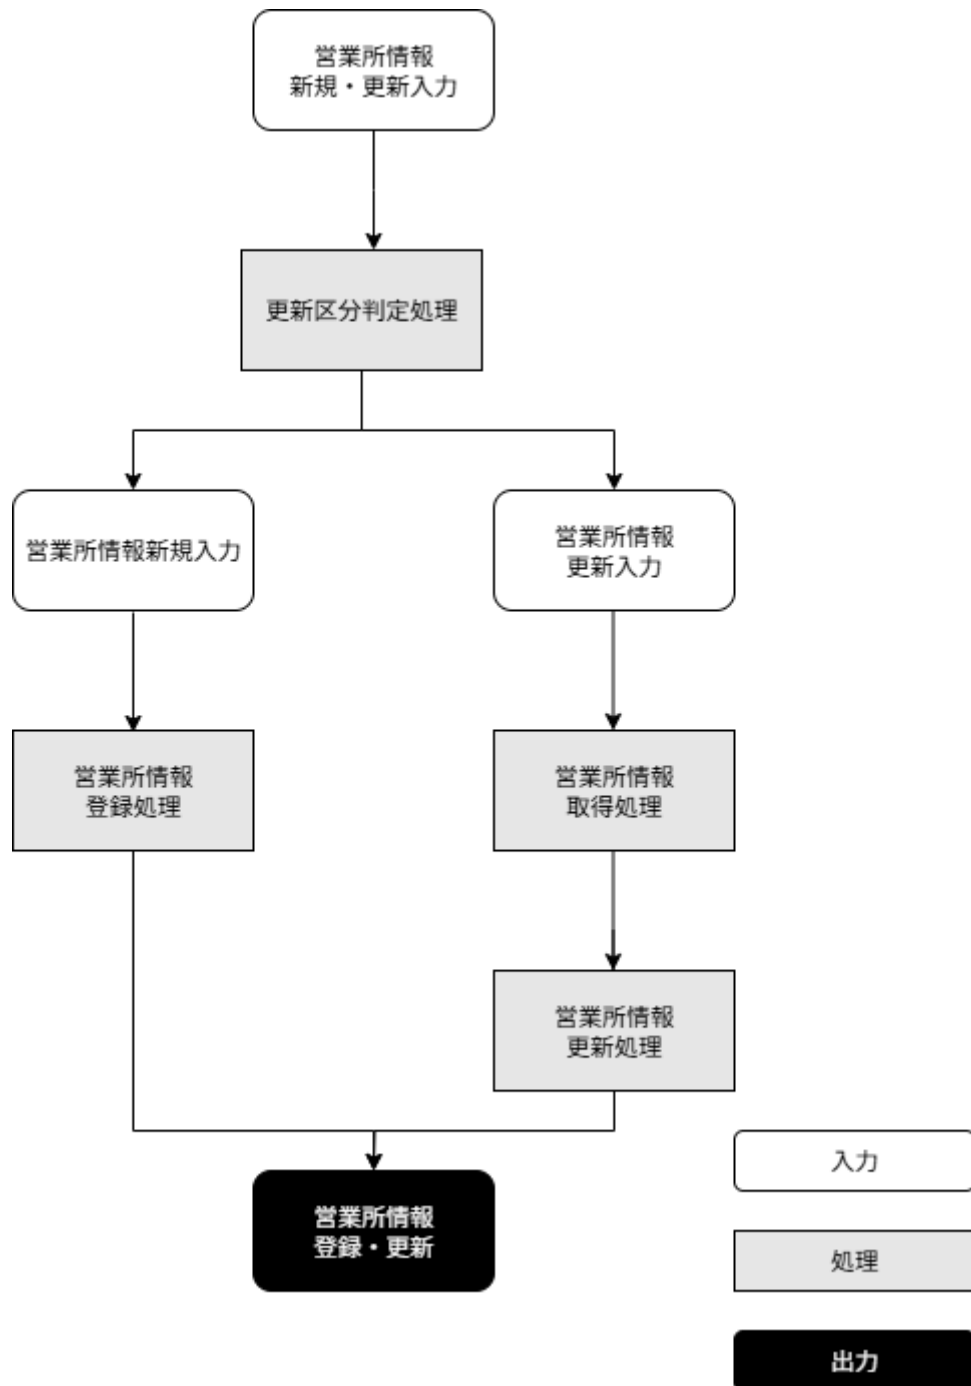 営業所情報
新規・更新入力
更新区分判定処理
営業所情報新規入力
営業所情報
更新入力
営業所情報
登録処理
営業所情報
取得処理
営業所情報
更新処理
営業所情報
登録・更新
入力
処理
出力